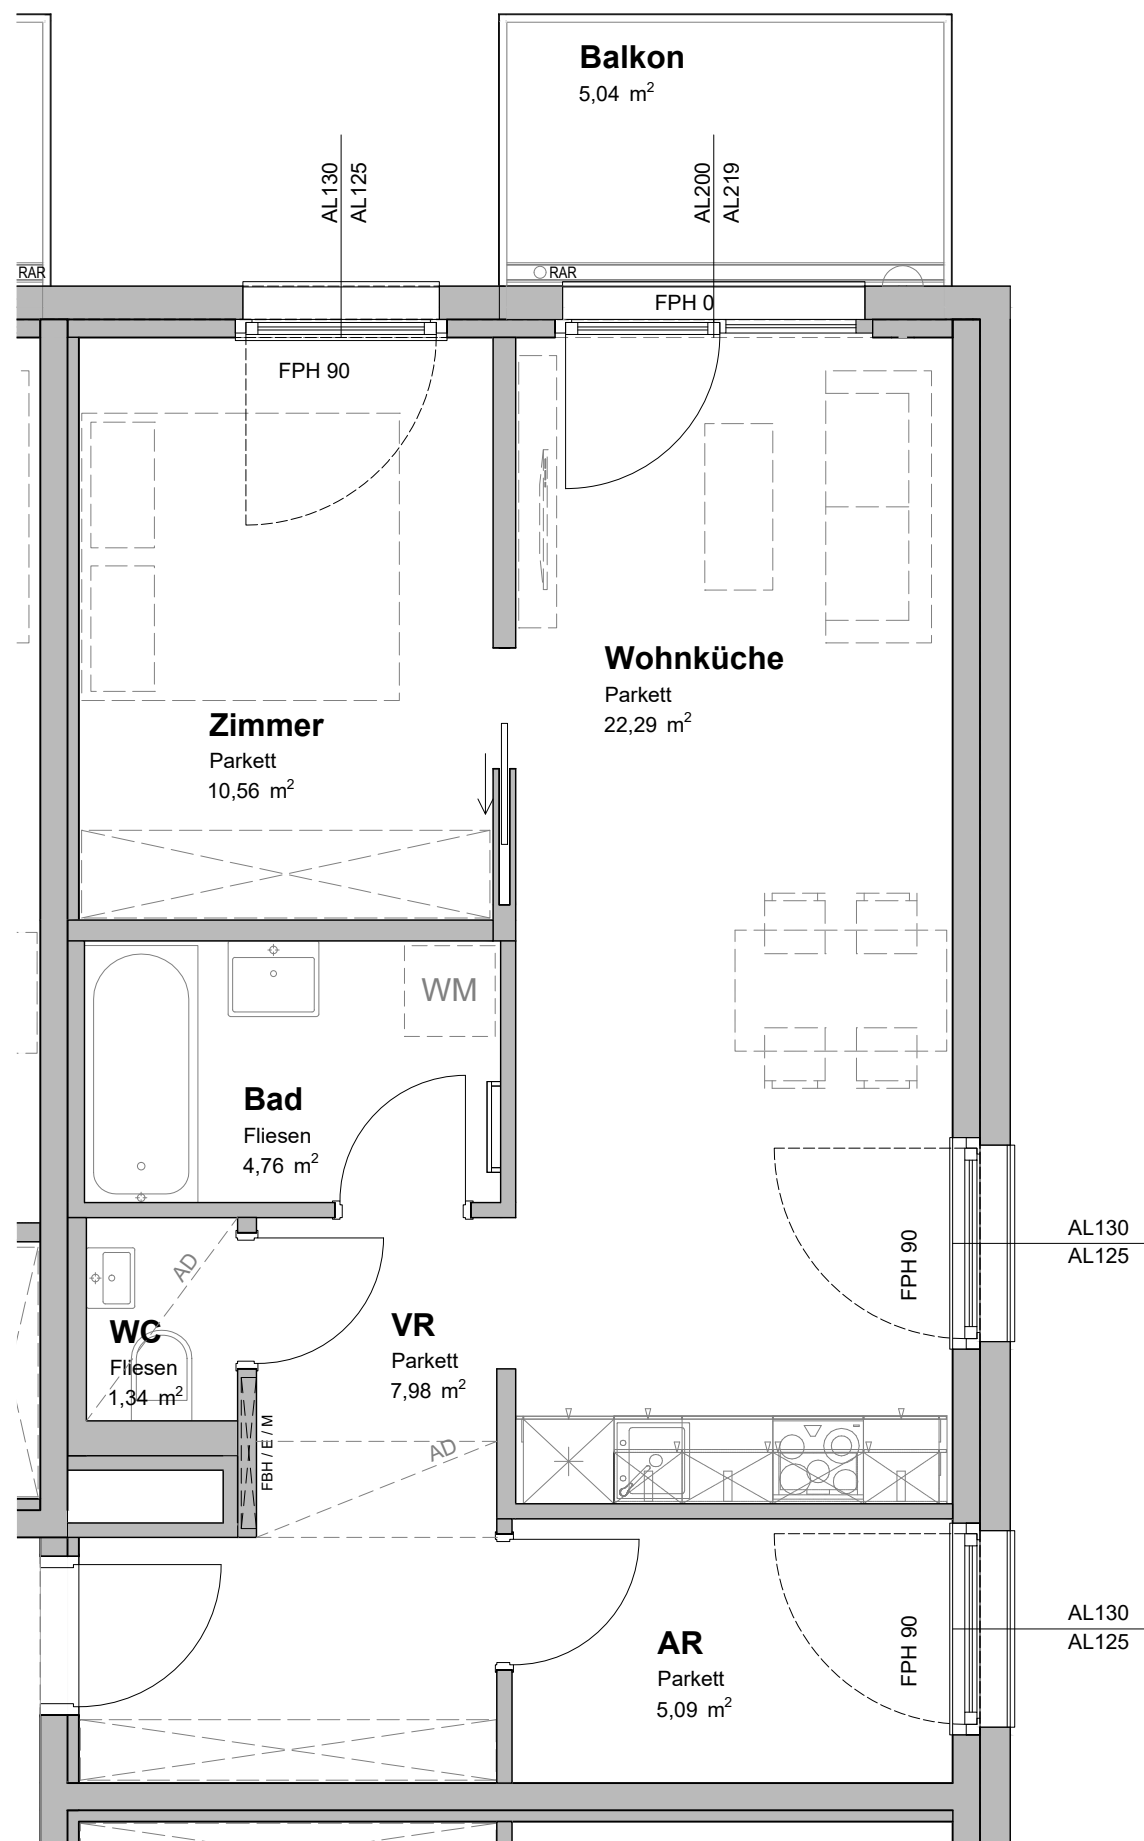 Balkon
5,04 m²
AL130
AL125
AL200
AL219
RAR
RAR
FPH 0
FPH 90
Wohnküche
Parkett
22,29 m²
Zimmer
Parkett
10,56 m²
WM
Bad
Fliesen
4,76 m²
AL130
AL125
FPH 90
AD
WC
Fliesen
1,34 m²
VR
Parkett
7,98 m²
FBH / E / M
AD
AR
Parkett
5,09 m²
FPH 90
AL130
AL125